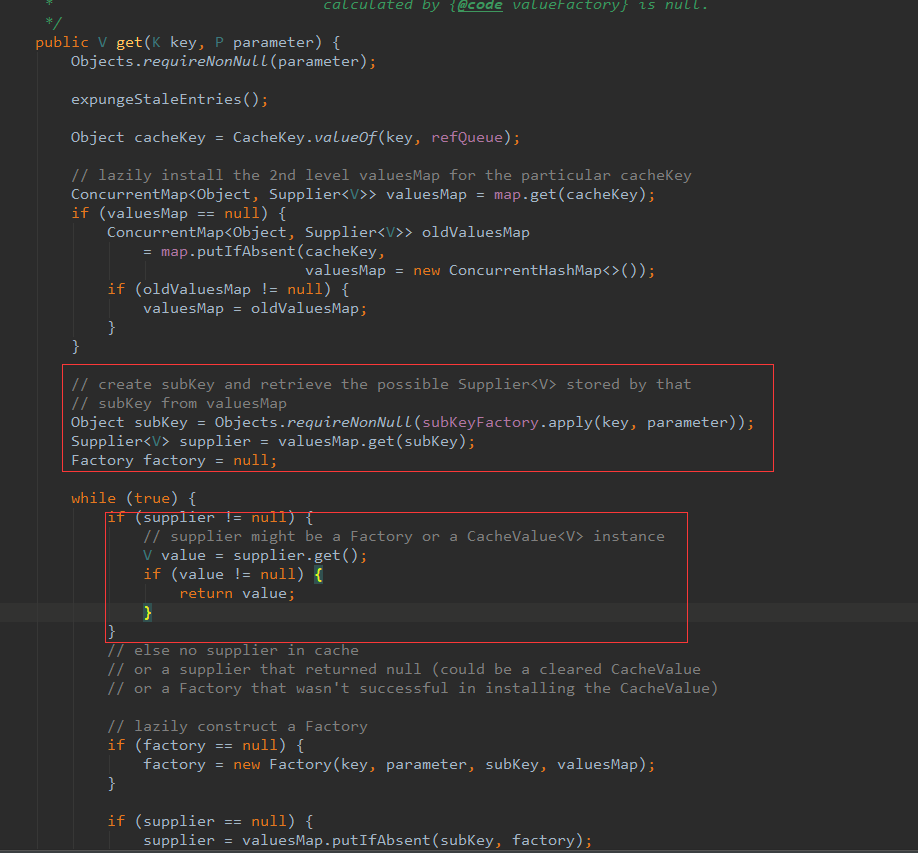 * calculated by {@code valueFactory} is null.
*/
public V get(K key, P parameter) {
Objects.requireNonNull(parameter);
expungeStaleEntries();
Object cacheKey = CacheKey.valueOf(key, refQueue);
// lazily install the 2nd level valuesMap for the particular cacheKey
ConcurrentMap<Object, Supplier<V>> valuesMap = map.get(cacheKey);
if (valuesMap == null) {
ConcurrentMap<Object, Supplier<V>> oldValuesMap
= map.putIfAbsent(cacheKey,
valuesMap = new ConcurrentHashMap<>());
if (oldValuesMap != null) {
valuesMap = oldValuesMap;
}
}
// create subKey and retrieve the possible Supplier<V> stored by that
// subKey from valuesMap
Object subKey = Objects.requireNonNull(subKeyFactory.apply(key, parameter));
Supplier<V> supplier = valuesMap.get(subKey);
Factory factory = null;
while (true) {
if (supplier != null) {
// supplier might be a Factory or a CacheValue<V> instance
V value = supplier.get();
if (value != null) {
return value;
}
}
// else no supplier in cache
// or a supplier that returned null (could be a cleared CacheValue
// or a Factory that wasn't successful in installing the CacheValue)
// lazily construct a Factory
if (factory == null) {
factory = new Factory(key, parameter, subKey, valuesMap);
}
if (supplier == null) {
supplier = valuesMap.putIfAbsent(subKey, factory);